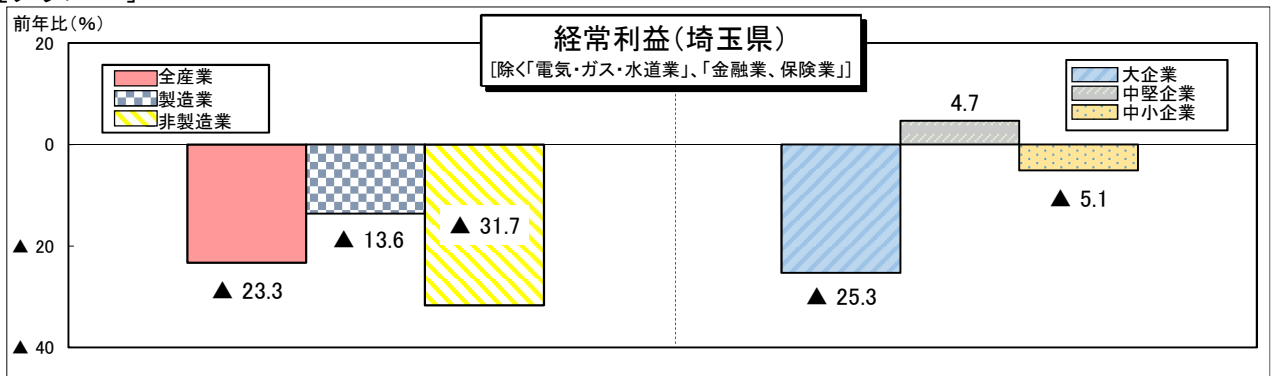 前年比（％）
経常利益（埼玉県）
[除く「電気・ガス・水道業」、「金融業、保険業」]
全産業
製造業
非製造業
大企業
中堅企業
中小企業
20
0
▲ 20
▲ 40
▲ 23.3
▲ 13.6
▲ 31.7
▲ 25.3
4.7
▲ 5.1